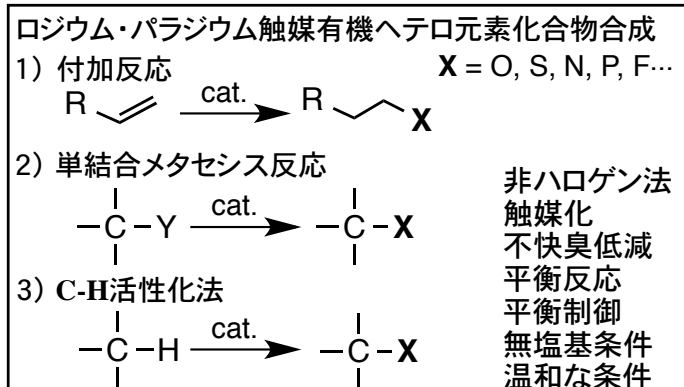 ロジウム・パラジウム触媒有機ヘテロ元素化合物合成
1) 付加反応
X = O, S, N, P, F···
R
cat.
R
X
2) 単結合メタセシス反応
C
Y
cat.
C
X
3) C-H活性化法
C
H
cat.
C
X
非ハロゲン法
触媒化
不快臭低減
平衡反応
平衡制御
無塩基条件
温和な条件